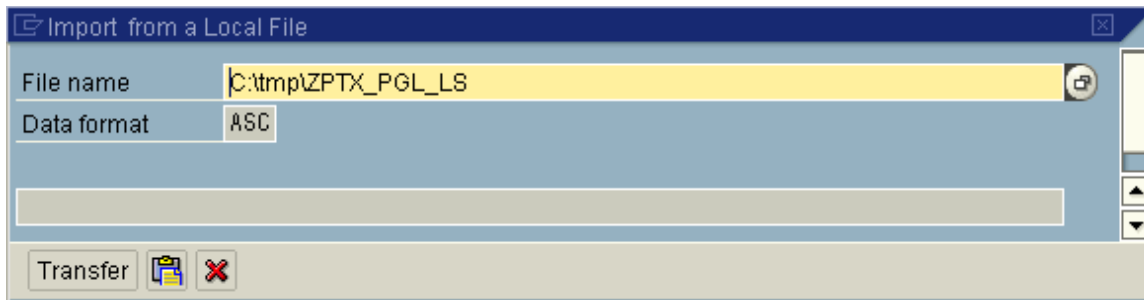 Import from a Local File
File name C:\tmp\ZPTX_PGL_LS
Data format ASC
Transfer